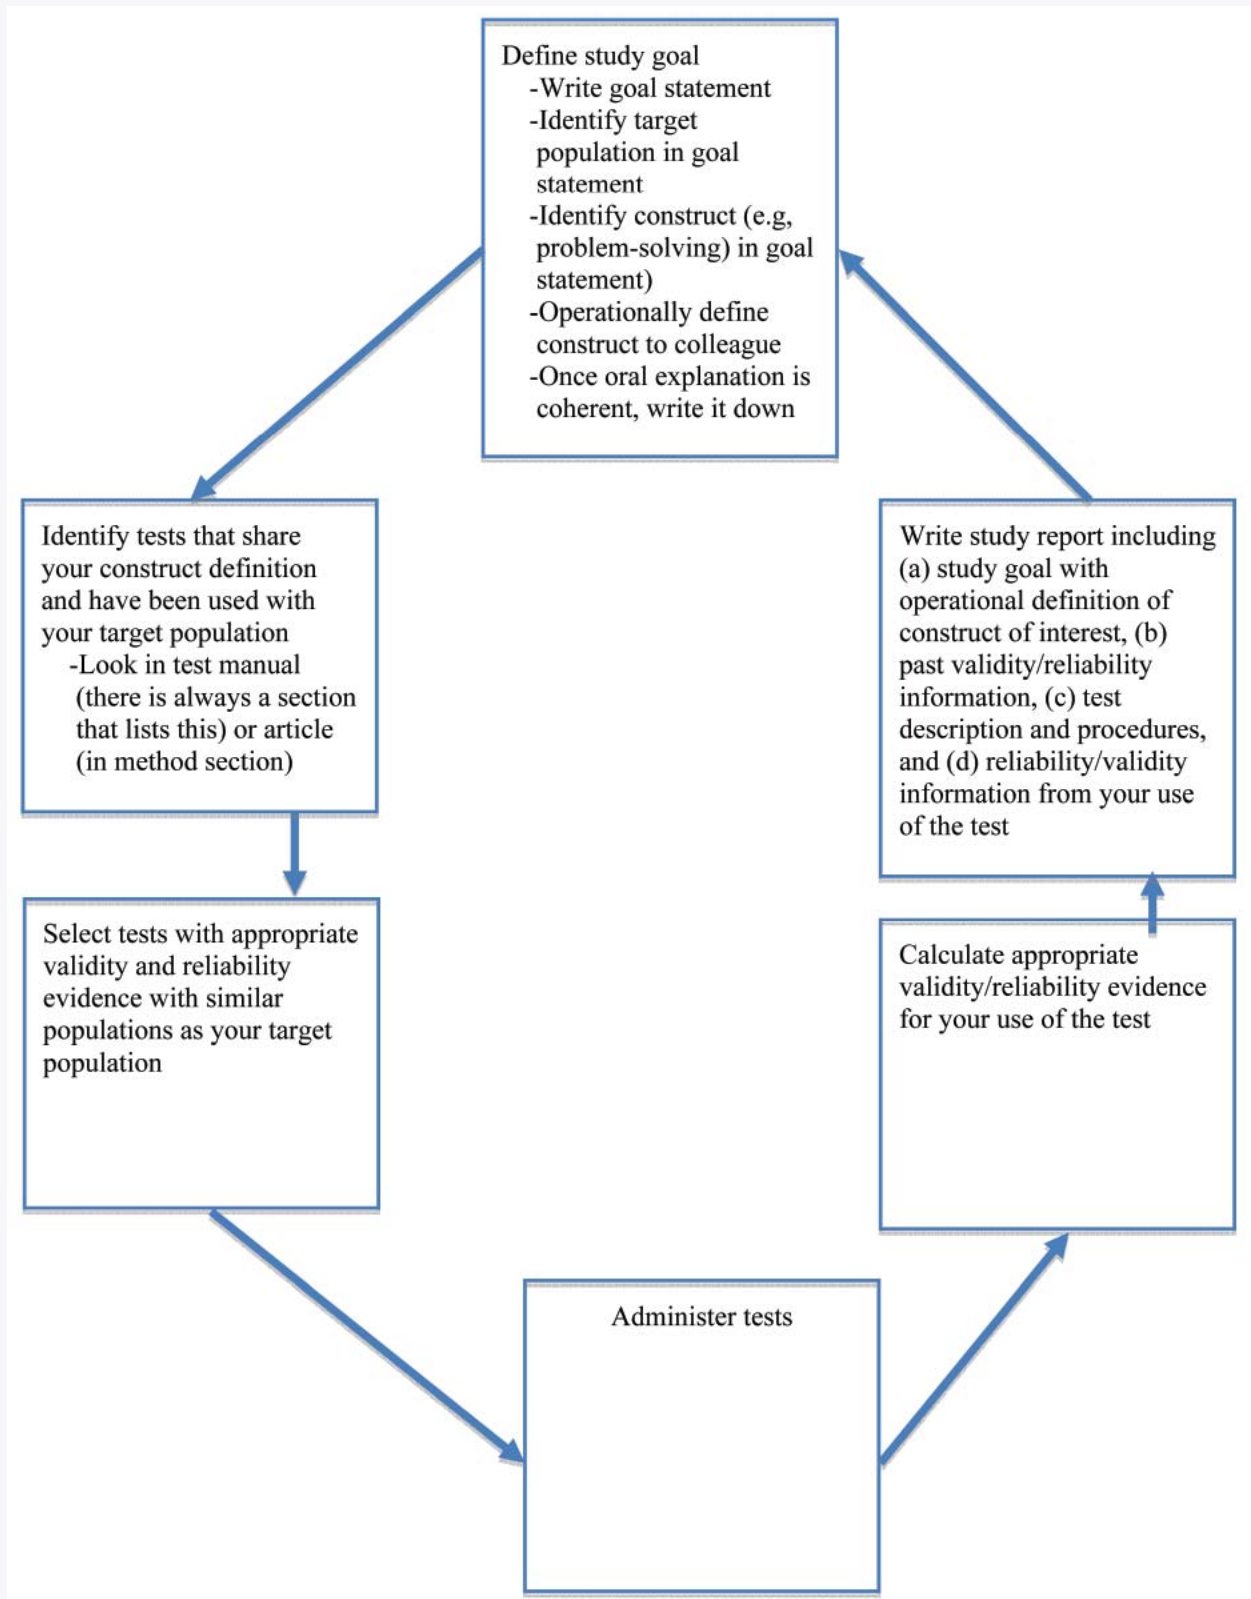 Define study goal
-Write goal statement
-Identify target
population in goal
statement
-Identify construct (e.g,
problem-solving) in goal
statement)
-Operationally define
construct to colleague
-Once oral explanation is
coherent, write it down
Identify tests that share
your construct definition
and have been used with
your target population
-Look in test manual
(there is always a section
that lists this) or article
(in method section)
Select tests with appropriate
validity and reliability
evidence with similar
populations as your target
population
Administer tests
Calculate appropriate
validity/reliability evidence
for your use of the test
Write study report including
(a) study goal with
operational definition of
construct of interest, (b)
past validity/reliability
information, (c) test
description and procedures,
and (d) reliability/validity
information from your use
of the test